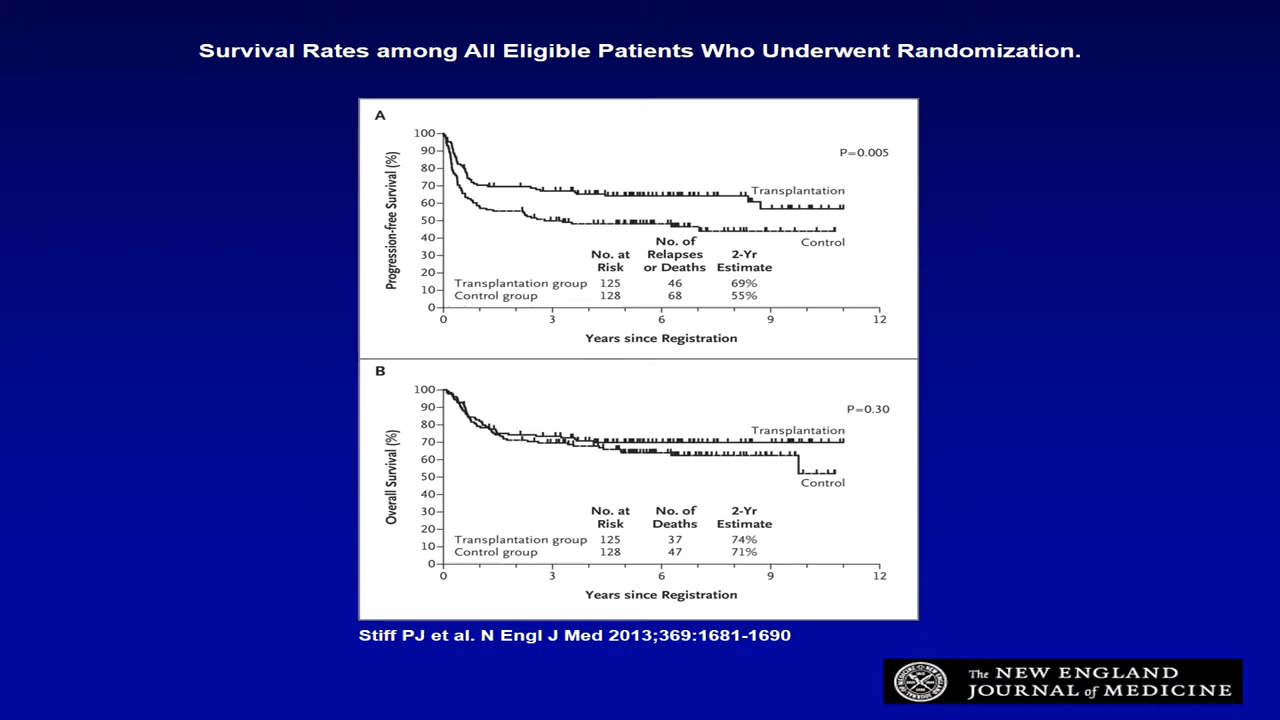 Survival Rates among All Eligible Patients Who Underwent Randomization.
A
Progression-free Survival (%)
100
90
80
70
60
50
40
30
20
10
0
P=0.005
Transplantation
Control
No. at Risk
No. of Relapses or Deaths
2-Yr Estimate
Transplantation group 125 46 69%
Control group 128 68 55%
0 3 6 9 12
Years since Registration
B
Overall Survival (%)
100
90
80
70
60
50
40
30
20
10
0
P=0.30
Transplantation
Control
No. at Risk
No. of Deaths
2-Yr Estimate
Transplantation group 125 37 74%
Control group 128 47 71%
0 3 6 9 12
Years since Registration
Stiff PJ et al. N Engl J Med 2013;369:1681-1690
The NEW ENGLAND
JOURNAL of MEDICINE